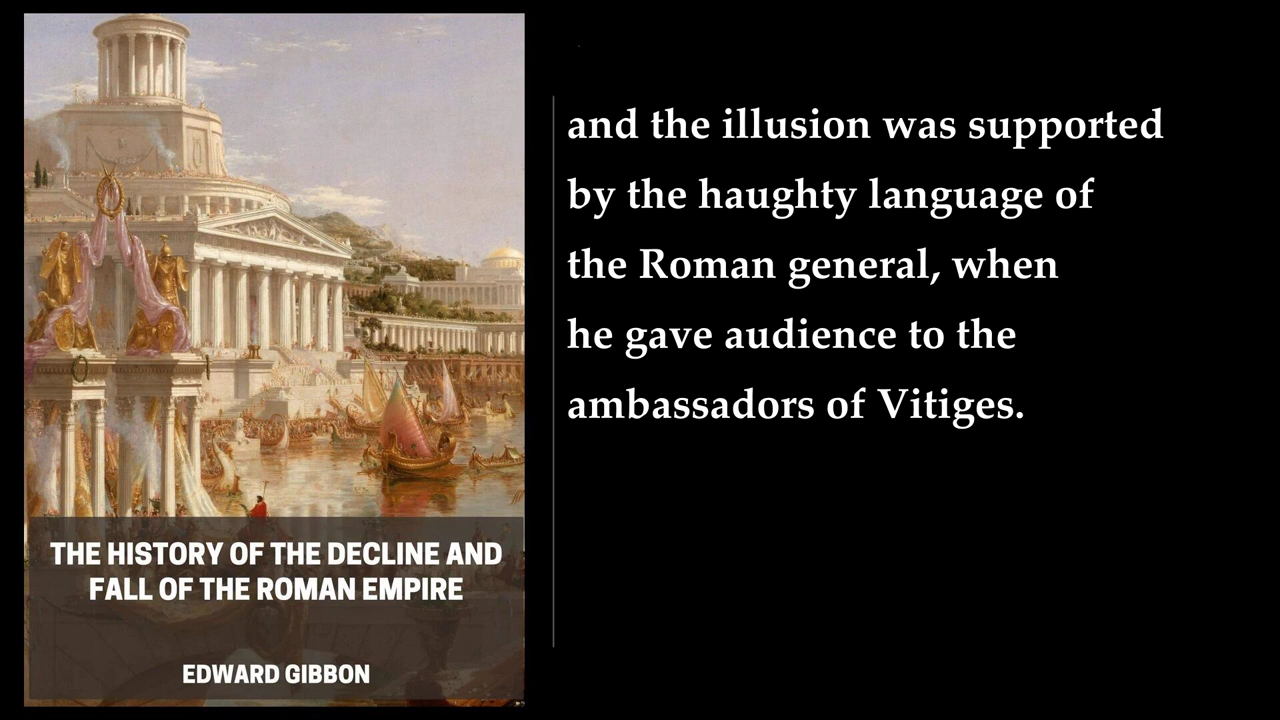 THE HISTORY OF THE DECLINE AND
FALL OF THE ROMAN EMPIRE
EDWARD GIBBON
and the illusion was supported
by the haughty language of
the Roman general, when
he gave audience to the
ambassadors of Vitiges.